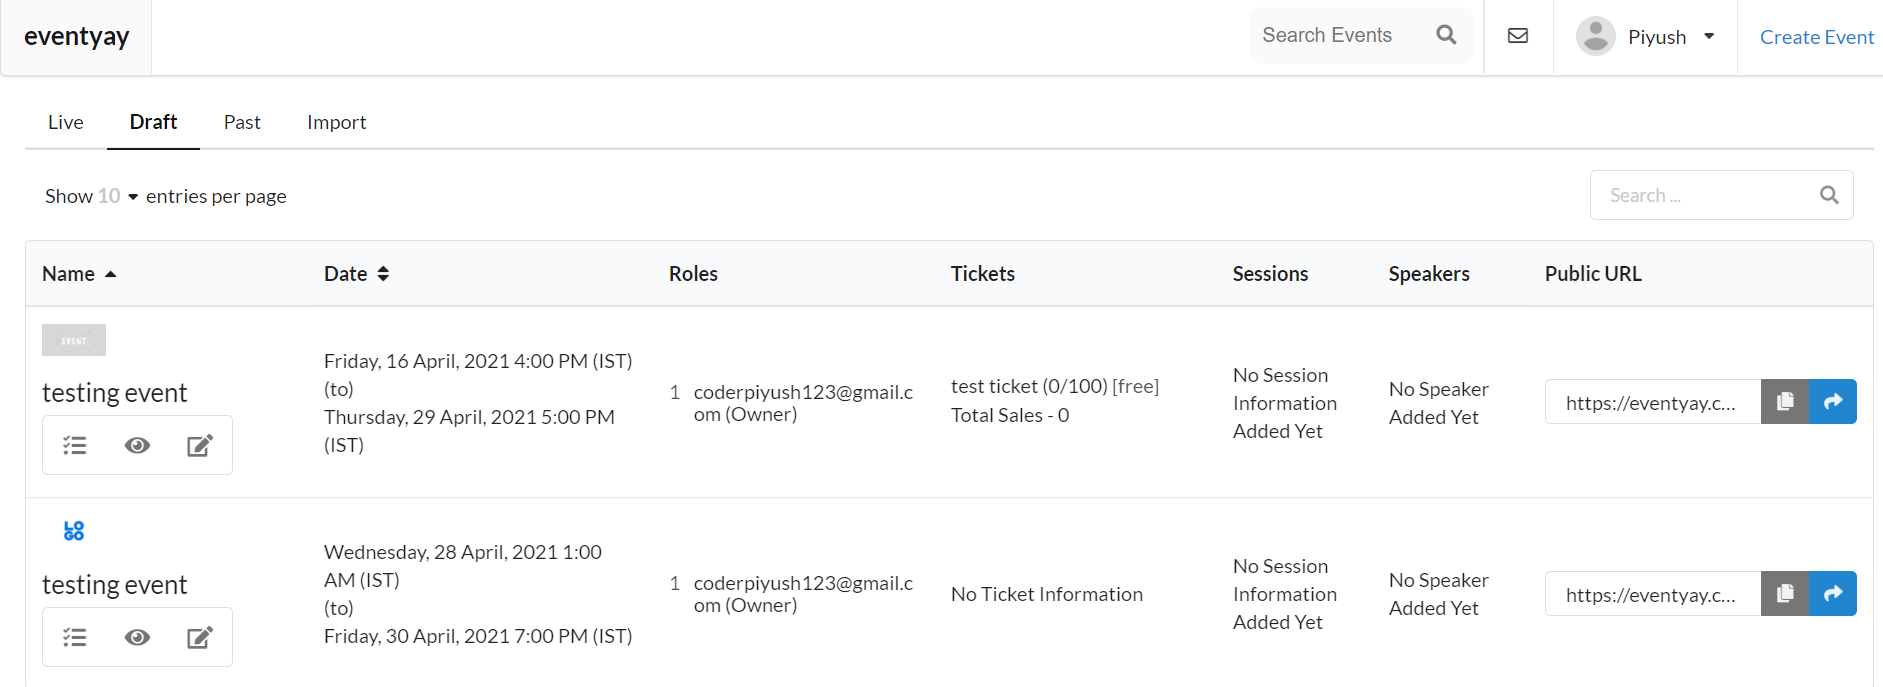 eventyay
Search Events
Piyush
Create Event
Live
Draft
Past
Import
Show 10 entries per page
Search ...
Name
Date
Roles
Tickets
Sessions
Speakers
Public URL
EVENT
testing event
Friday, 16 April, 2021 4:00 PM (IST)
(to)
Thursday, 29 April, 2021 5:00 PM
(IST)
1 coderpiyush123@gmail.c
om (Owner)
test ticket (0/100) [free]
Total Sales - 0
No Session
Information
Added Yet
No Speaker
Added Yet
https://eventyay.c...
LO
GO
testing event
Wednesday, 28 April, 2021 1:00
AM (IST)
(to)
Friday, 30 April, 2021 7:00 PM (IST)
1 coderpiyush123@gmail.c
om (Owner)
No Ticket Information
No Session
Information
Added Yet
No Speaker
Added Yet
https://eventyay.c...